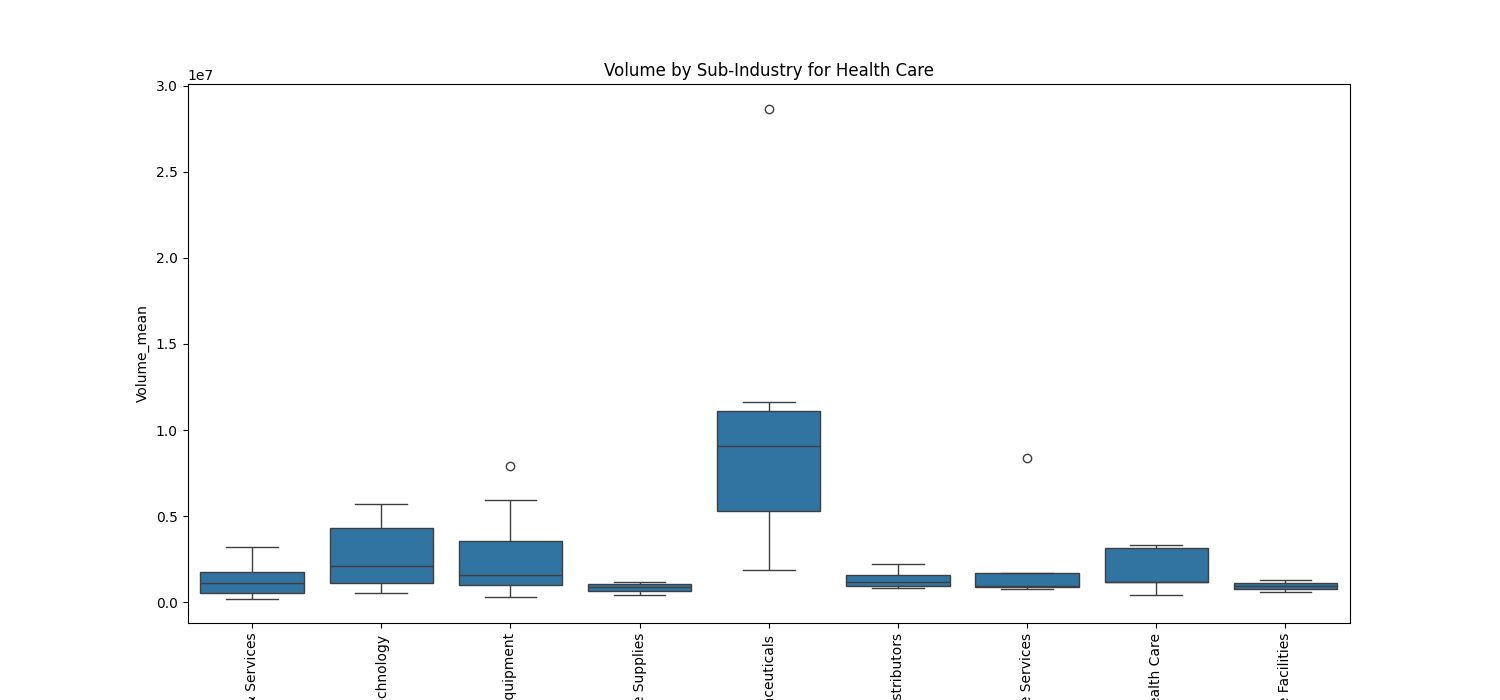 Volume by Sub-Industry for Health Care
1e7
3.0
2.5
2.0
1.5
1.0
0.5
0.0
Volume_mean
Services
chnology
quipment
Supplies
ceuticals
stributors
Services
ealth Care
Facilities